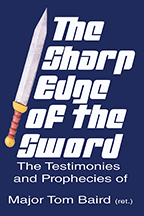 The
Sharp
Edge
of the
Sword
The Testimonies
and Prophecies of
Major Tom Baird (ret.)